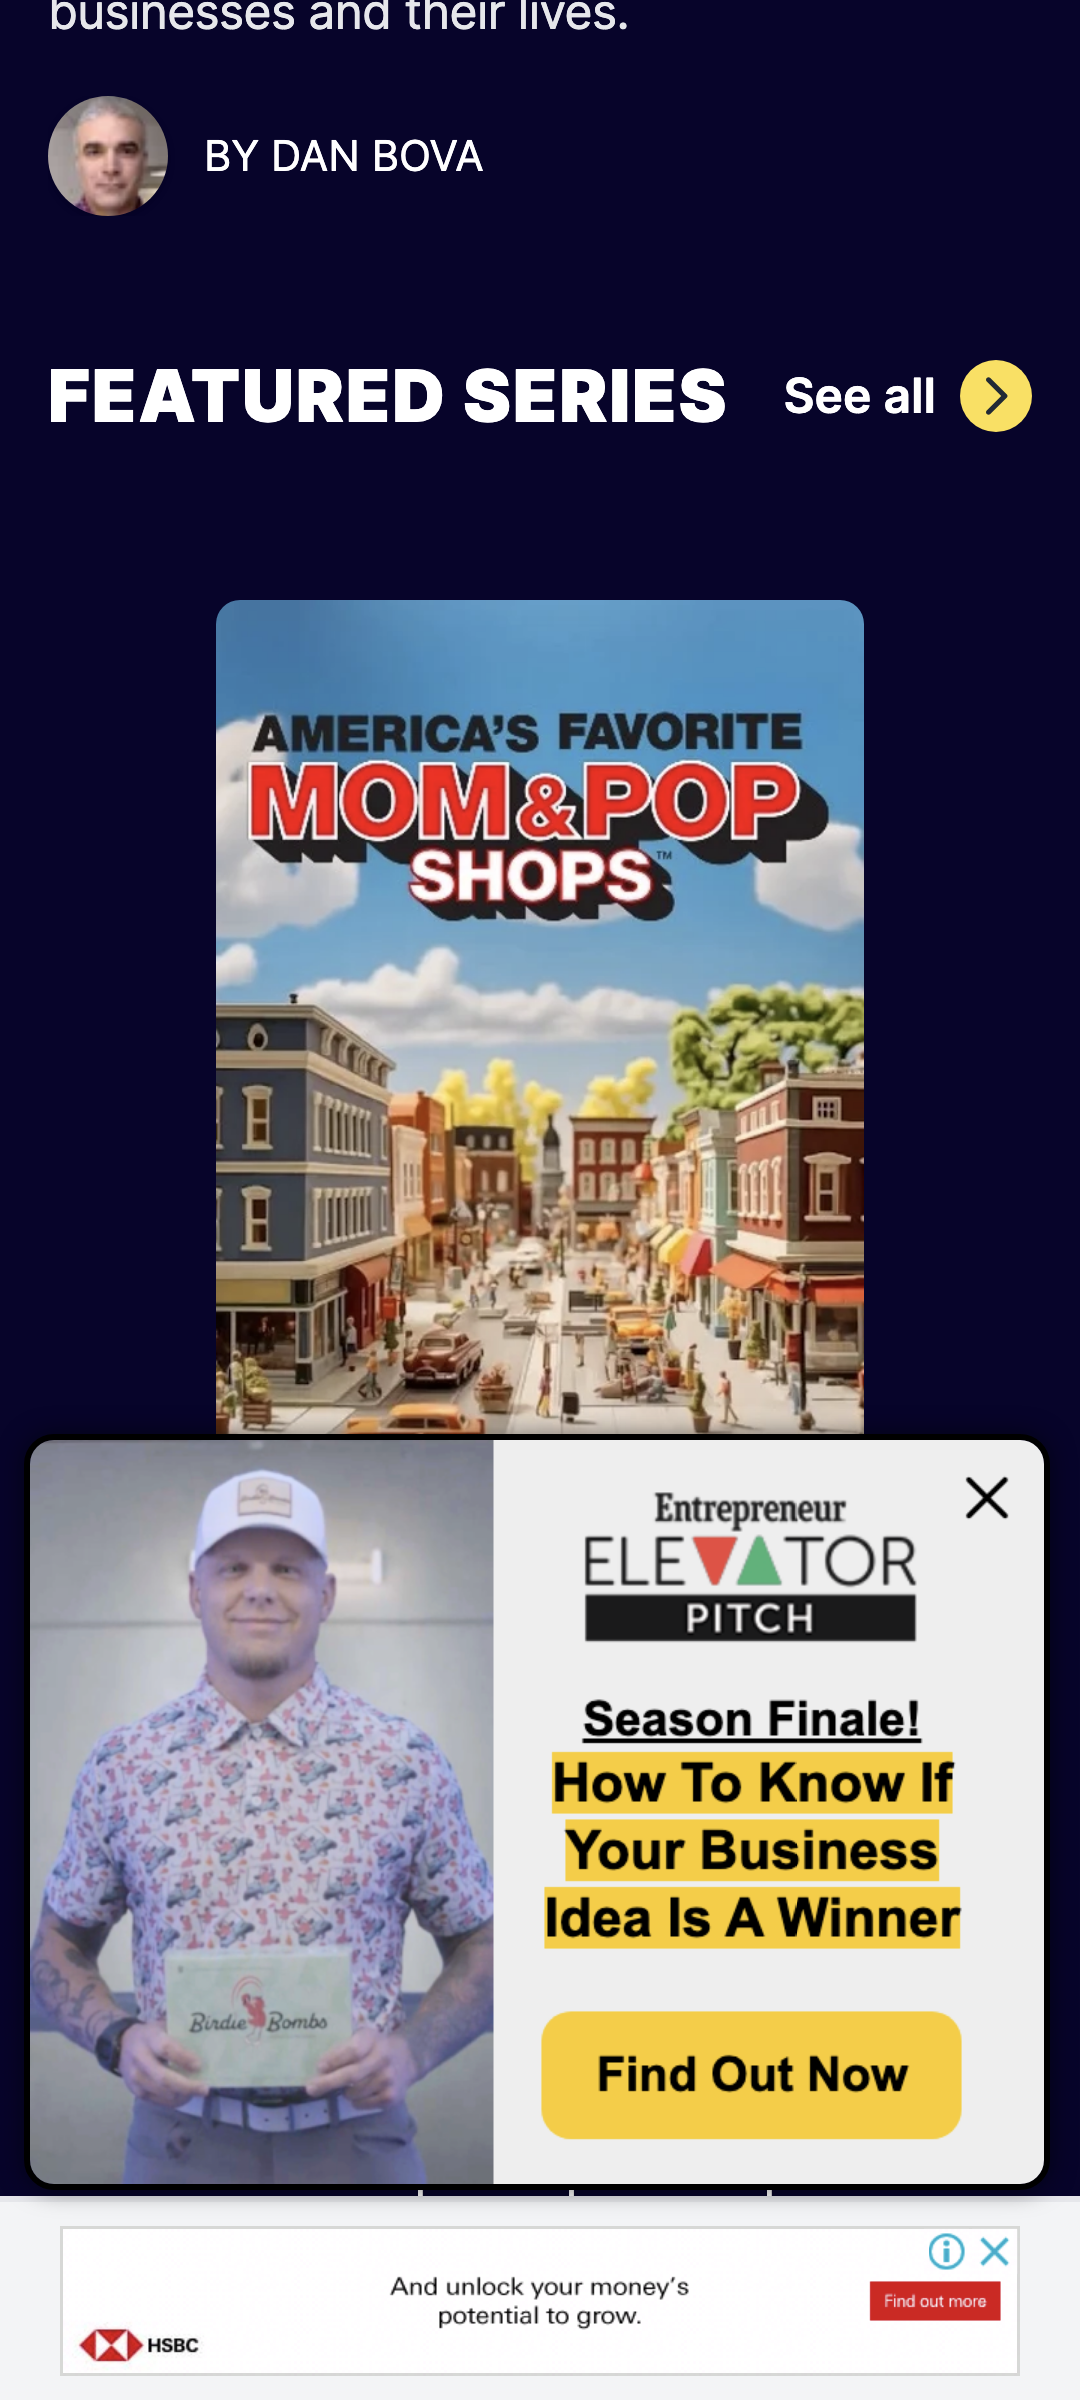 businesses and their lives.
BY DAN BOVA
FEATURED SERIES
See all
AMERICA'S FAVORITE
MOM & POP
SHOPS™
Entrepreneur
ELEVATOR
PITCH
Season Finale!
How To Know If
Your Business
Idea Is A Winner
Birdie Bombs
Find Out Now
And unlock your money's
potential to grow.
Find out more
HSBC